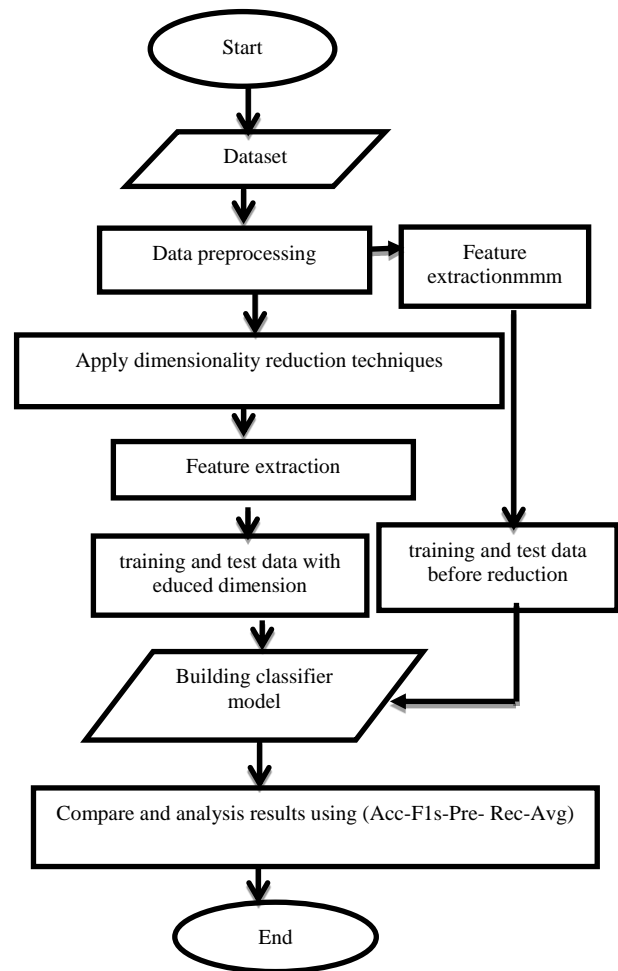 Start
Dataset
Data preprocessing
Feature
extractionmmm
Apply dimensionality reduction techniques
Feature extraction
training and test data with
educed dimension
training and test data
before reduction
Building classifier
model
Compare and analysis results using (Acc-F1s-Pre- Rec-Avg)
End